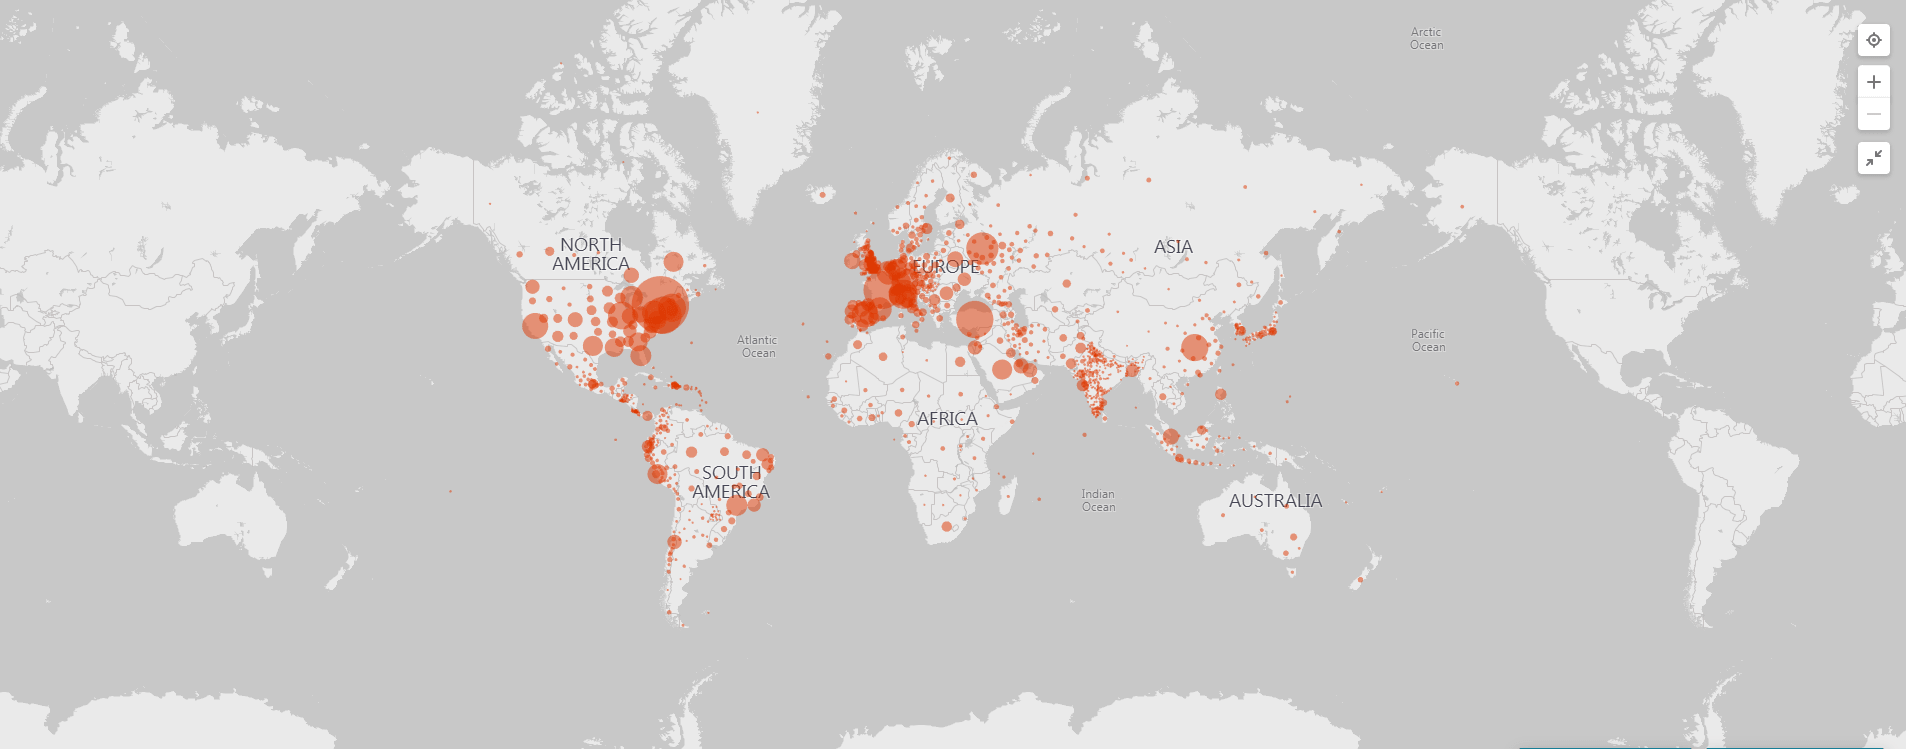 Arctic
Ocean
NORTH
AMERICA
EUROPE
ASIA
Atlantic
Ocean
Pacific
Ocean
AFRICA
SOUTH
AMERICA
Indian
Ocean
AUSTRALIA